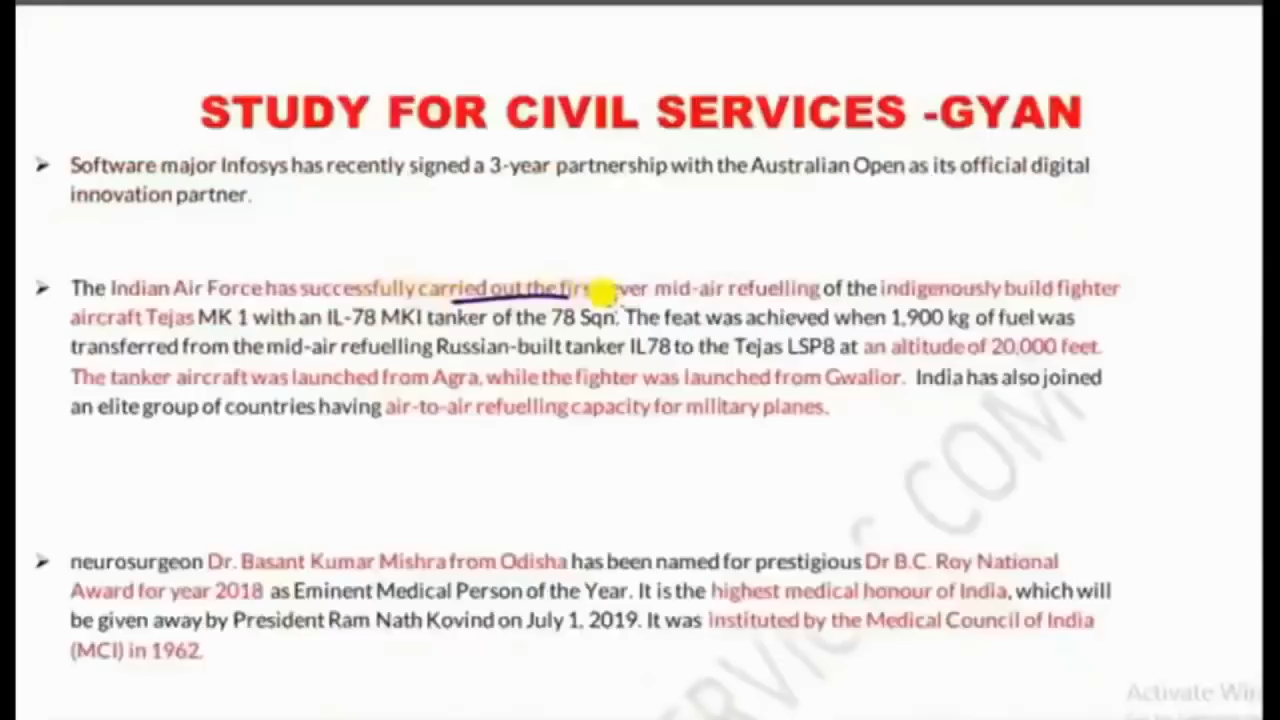 STUDY FOR CIVIL SERVICES -GYAN
➢ Software major Infosys has recently signed a 3-year partnership with the Australian Open as its official digital
innovation partner.
➢ The Indian Air Force has successfully carried out the first ever mid-air refuelling of the indigenously build fighter
aircraft Tejas MK 1 with an IL-78 MKI tanker of the 78 Sqn. The feat was achieved when 1,900 kg of fuel was
transferred from the mid-air refuelling Russian-built tanker IL78 to the Tejas LSP8 at an altitude of 20,000 feet.
The tanker aircraft was launched from Agra, while the fighter was launched from Gwalior. India has also joined
an elite group of countries having air-to-air refuelling capacity for military planes.
➢ neurosurgeon Dr. Basant Kumar Mishra from Odisha has been named for prestigious Dr B.C. Roy National
Award for year 2018 as Eminent Medical Person of the Year. It is the highest medical honour of India, which will
be given away by President Ram Nath Kovind on July 1, 2019. It was instituted by the Medical Council of India
(MCI) in 1962.
Activate Win